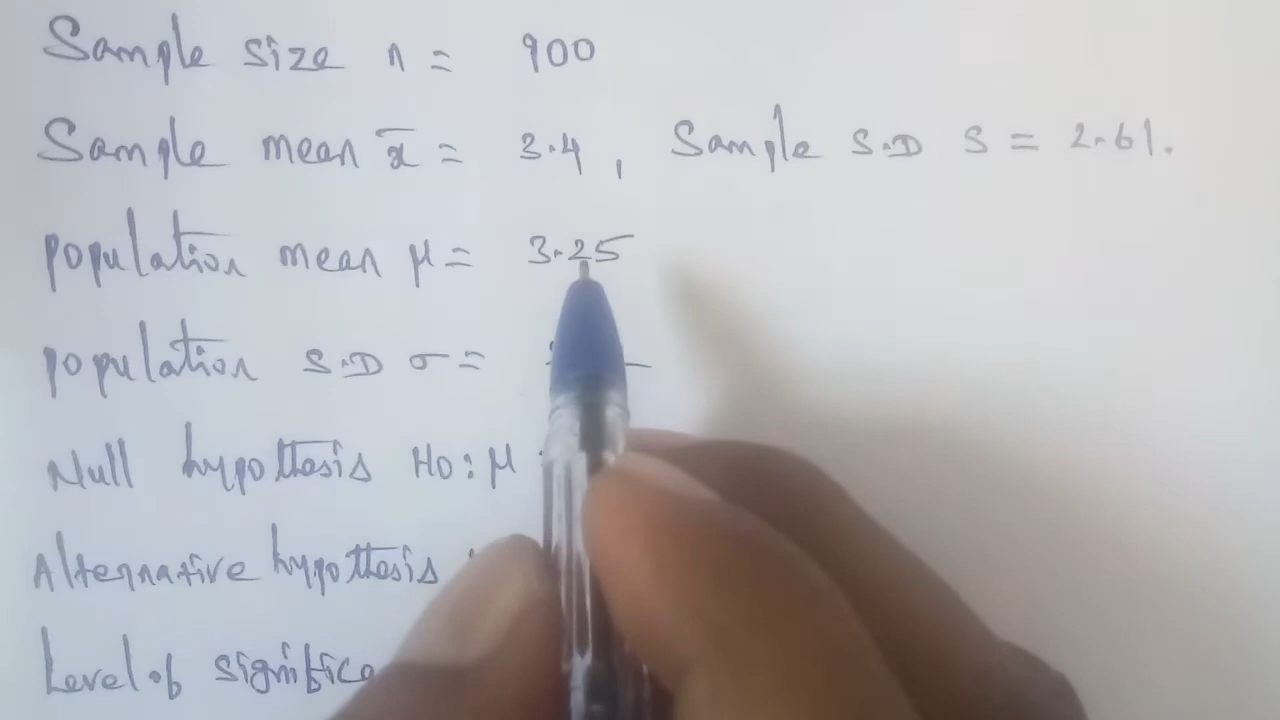 Sample size n = 900
Sample mean x̄ = 3.4, Sample S.D S = 2.61.
population mean μ = 3.25
population S.D σ =
Null hypothesis H0: μ
Alternative hypothesis
Level of